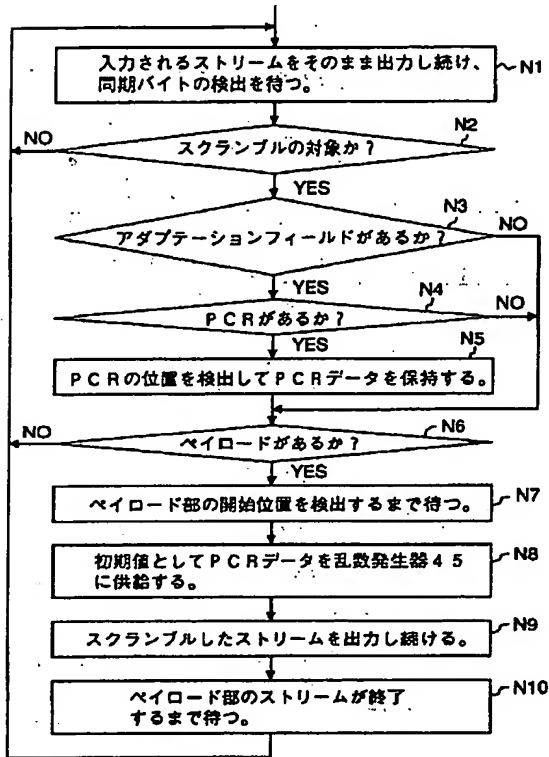 入力されるストリームをそのまま出力し続け、
同期バイトの検出を待つ。
N1
N2
NO
スクランブルの対象か?
YES
N3
アダプテーションフィールドがあるか?
NO
YES
N4
PCRがあるか?
NO
YES
N5
PCRの位置を検出してPCRデータを保持する。
NO
N6
ペイロードがあるか?
YES
ペイロード部の開始位置を検出するまで待つ。
N7
初期値としてPCRデータを乱数発生器45
に供給する。
N8
スクランブルしたストリームを出力し続ける。
N9
ペイロード部のストリームが終了
するまで待つ。
N10